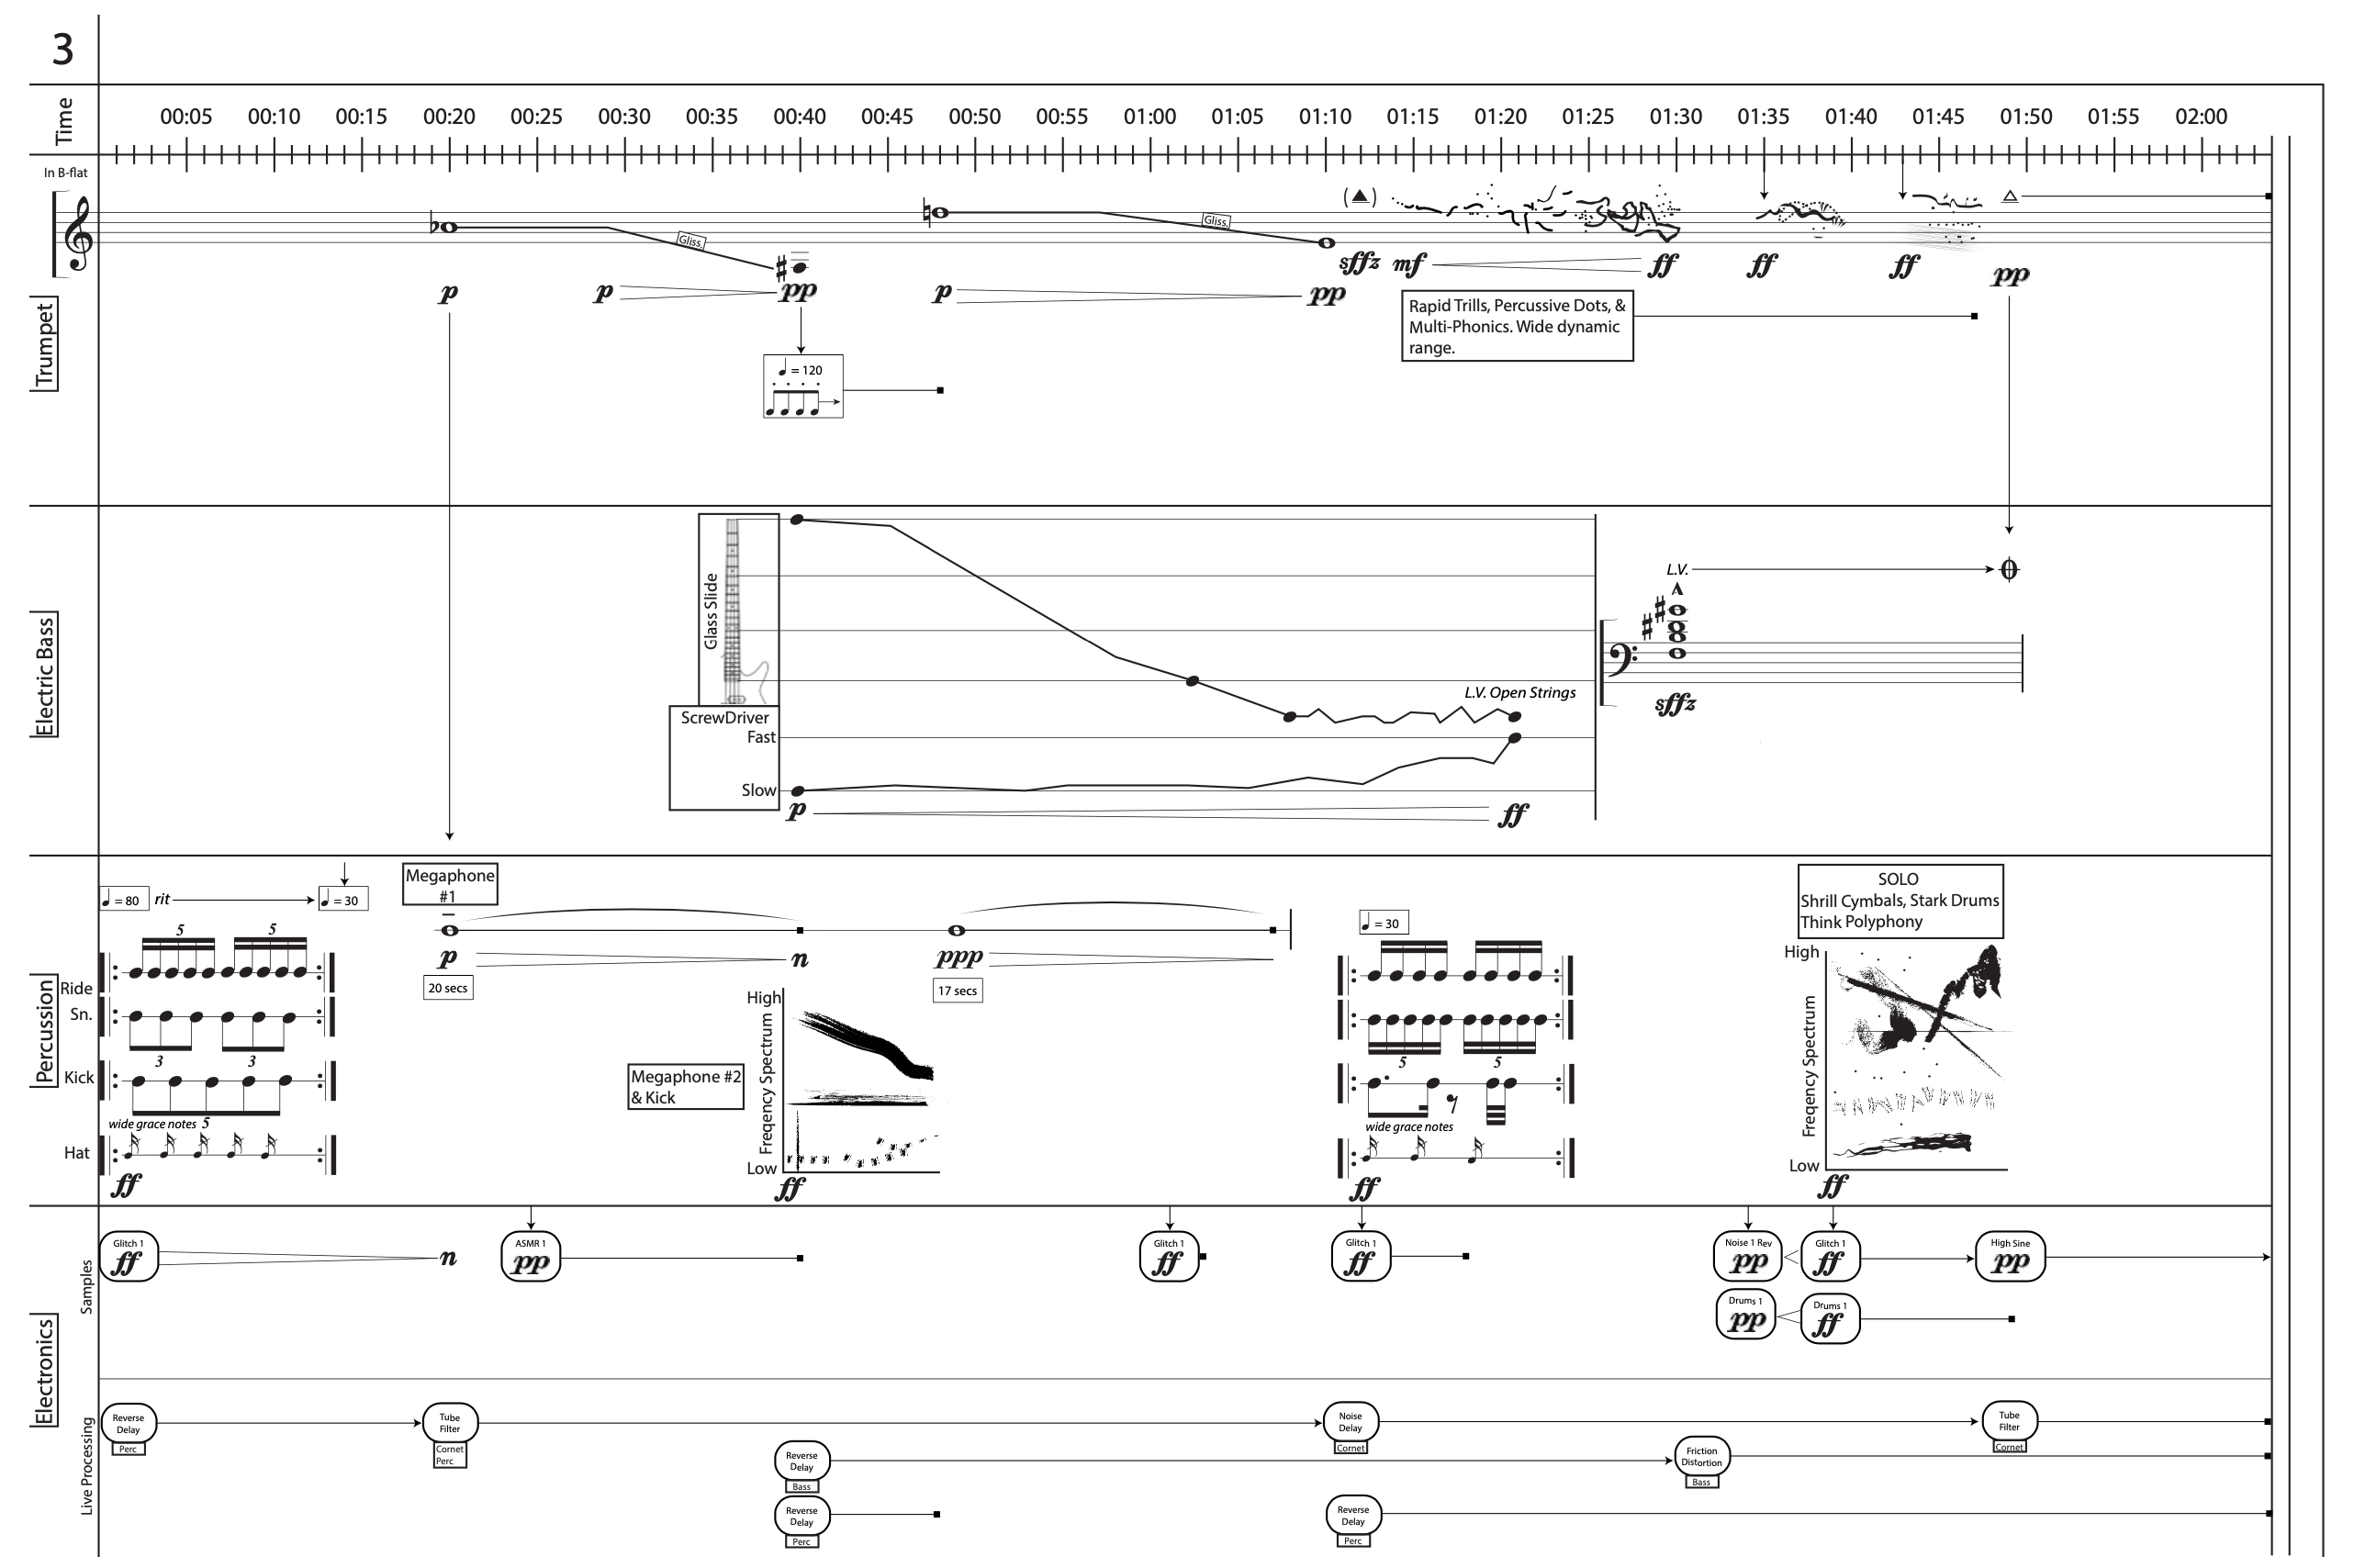 3
Time
00:05 00:10 00:15 00:20 00:25 00:30 00:35 00:40 00:45 00:50 00:55 01:00 01:05 01:10 01:15 01:20 01:25 01:30 01:35 01:40 01:45 01:50 01:55 02:00
In B-flat
Trumpet
Gliss.
Gliss.
p p pp p pp
sffz mf ff ff ff pp
Rapid Trills, Percussive Dots, &
Multi-Phonics. Wide dynamic
range.
= 120
Electric Bass
Glass Slide
L.V. Open Strings
ScrewDriver
Fast
Slow
p ff
L.V.
sffz
Percussion
= 80 rit = 30
5 5
Ride
Sn.
3 3
Kick
wide grace notes 5
Hat
ff
Megaphone
#1
p n ppp
20 secs 17 secs
Megaphone #2
& Kick
High
Freqency Spectrum
Low
ff
= 30
5 5
wide grace notes
ff
SOLO
Shrill Cymbals, Stark Drums
Think Polyphony
High
Freqency Spectrum
Low
ff
Electronics
Samples
Glitch 1
ff n
ASMR 1
pp
Glitch 1
ff
Glitch 1
ff
Noise 1 Rev
pp
Glitch 1
ff
High Sine
pp
Drums 1
pp
Drums 1
ff
Live Processing
Reverse
Delay
Perc
Tube
Filter
Cornet
Perc
Noise
Delay
Cornet
Tube
Filter
Cornet
Reverse
Delay
Bass
Friction
Distortion
Bass
Reverse
Delay
Perc
Reverse
Delay
Perc